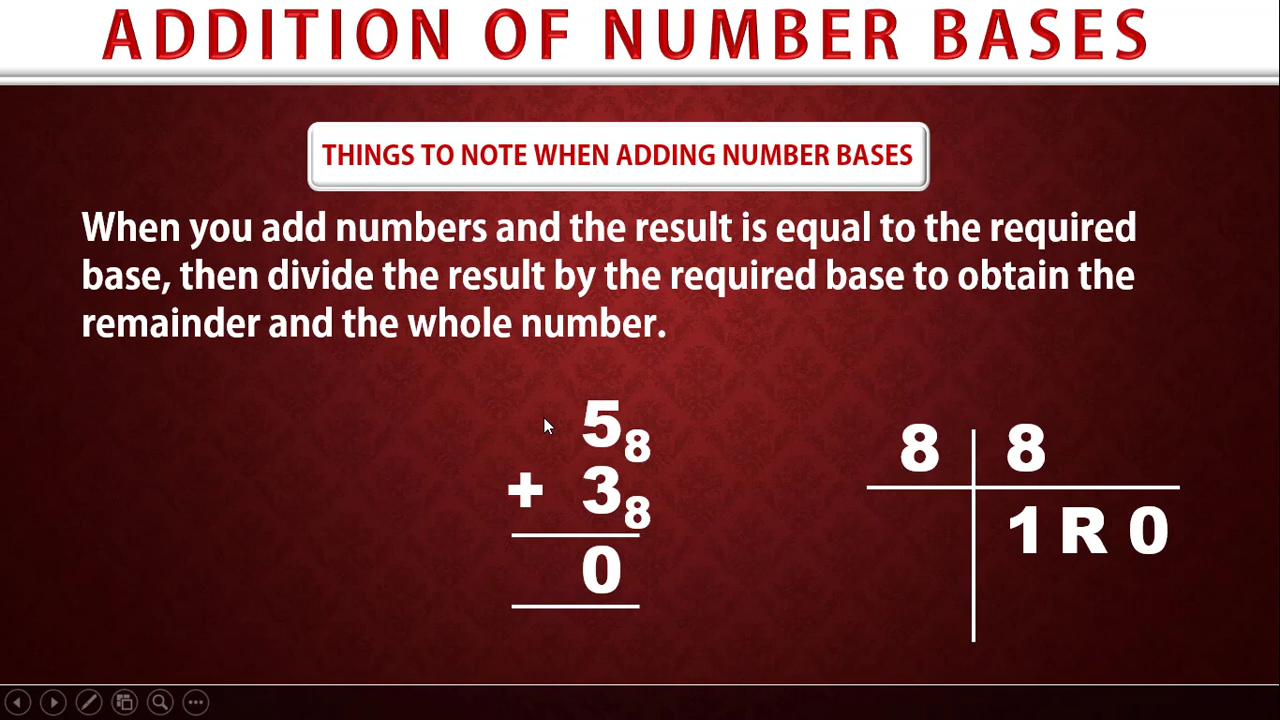 ADDITION OF NUMBER BASES
THINGS TO NOTE WHEN ADDING NUMBER BASES
When you add numbers and the result is equal to the required
base, then divide the result by the required base to obtain the
remainder and the whole number.
5₈
+ 3₈
0
8 8
1 R 0